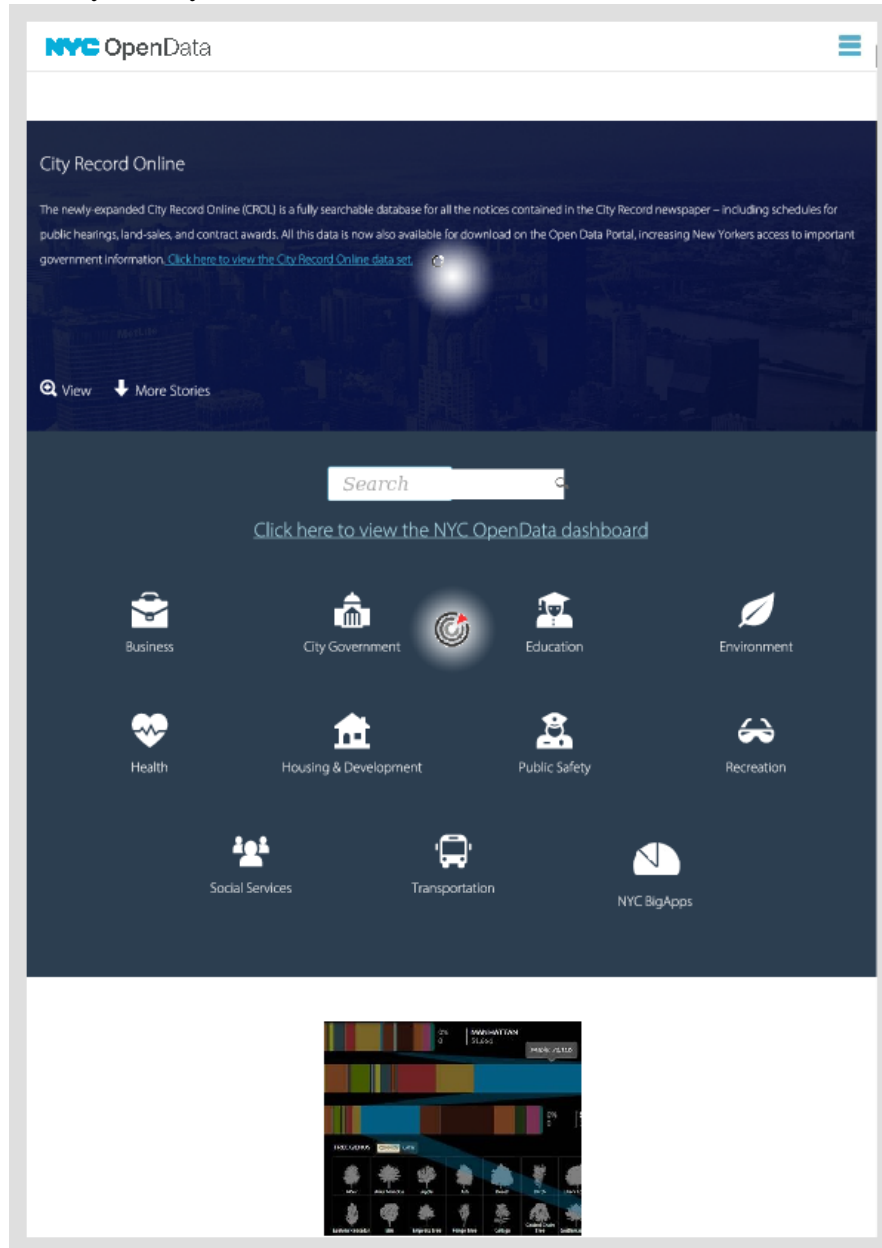 NYC OpenData
City Record Online
The newly-expanded City Record Online (CROL) is a fully searchable database for all the notices contained in the City Record newspaper – including schedules for
public hearings, land-sales, and contract awards. All this data is now also available for download on the Open Data Portal, increasing New Yorkers access to important
government information. Click here to view the City Record Online data set.
View More Stories
Search
Click here to view the NYC OpenData dashboard
Business City Government Education Environment
Health Housing & Development Public Safety Recreation
Social Services Transportation NYC BigApps
0% MANHATTAN
0